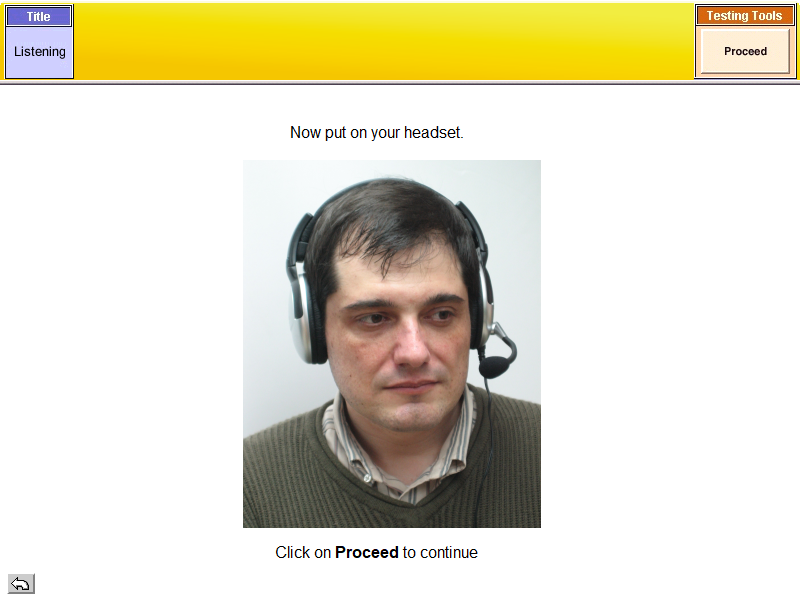 Title
Listening
Testing Tools
Proceed
Now put on your headset.
Click on Proceed to continue